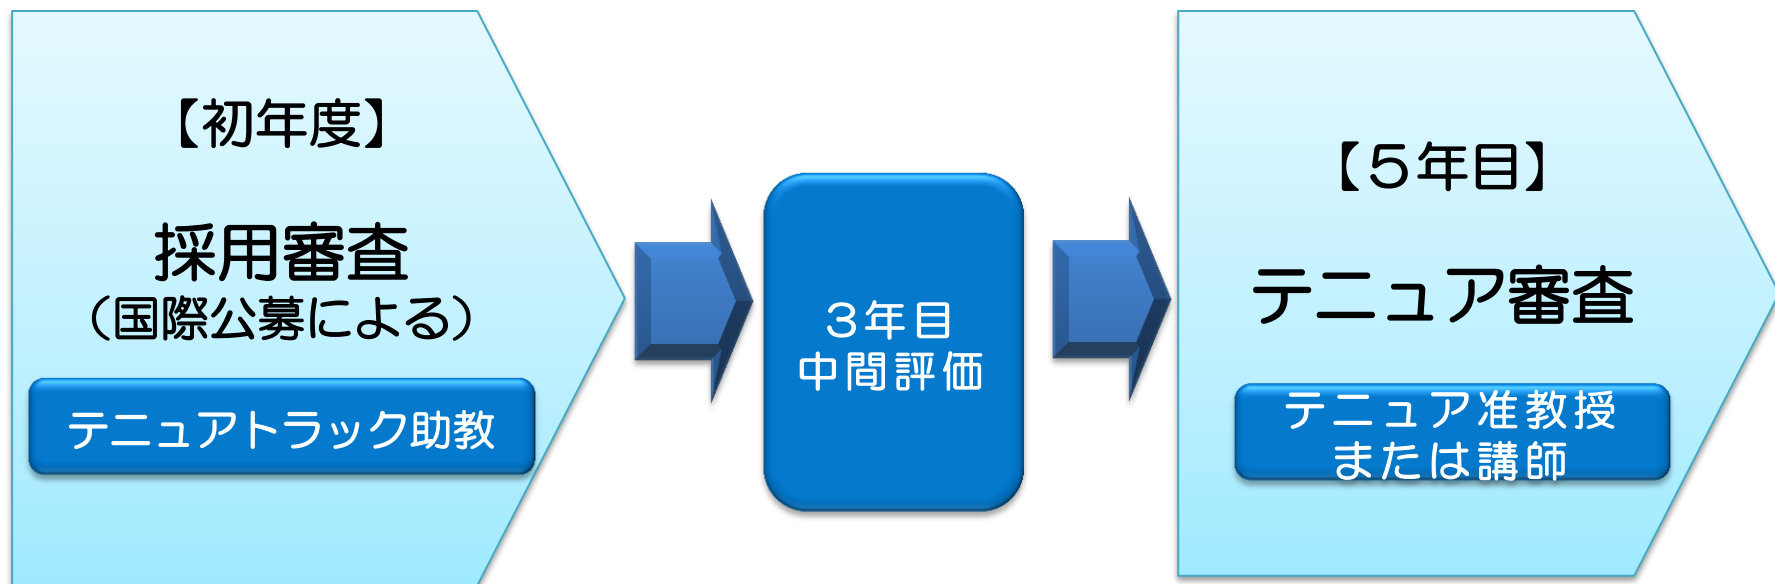 【初年度】
採用審査
（国際公募による）
テニュアトラック助教
３年目
中間評価
【５年目】
テニュア審査
テニュア准教授
または講師